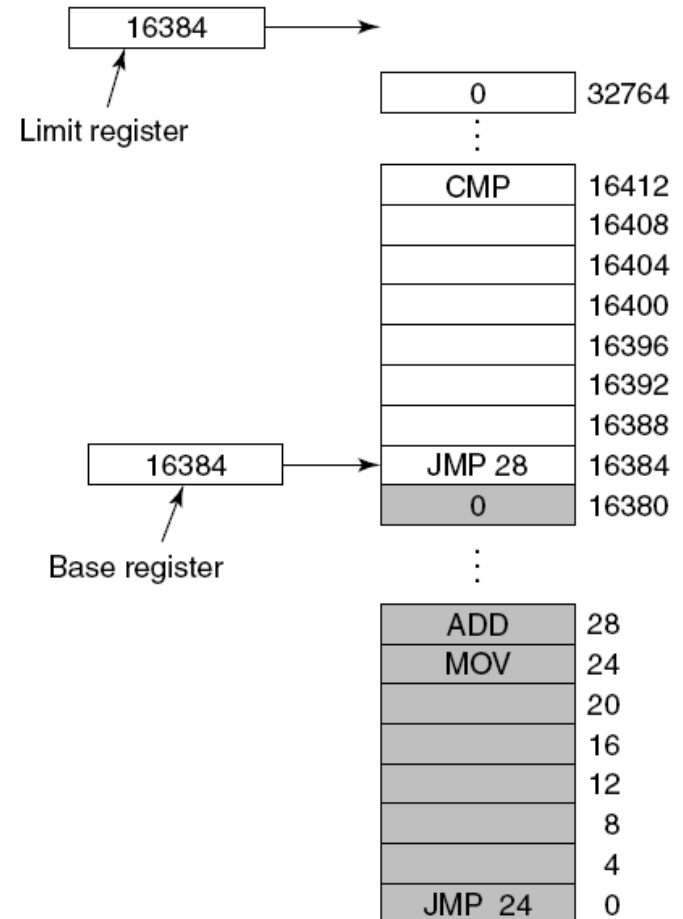 16384
Limit register
0 32764
CMP 16412
16408
16404
16400
16396
16392
16388
16384 JMP 28 16384
0 16380
Base register
ADD 28
MOV 24
20
16
12
8
4
JMP 24 0